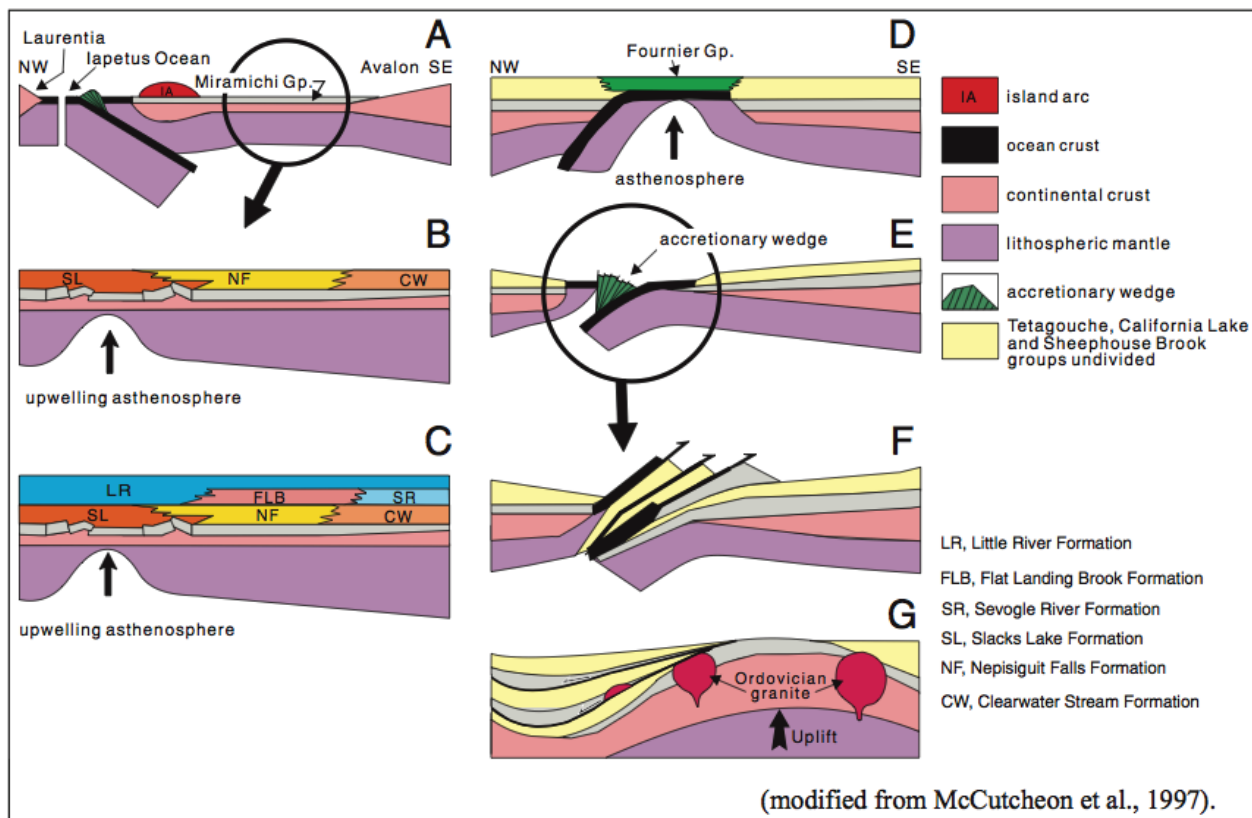 A
Laurentia
NW
Iapetus Ocean
IA
Miramichi Gp.
Avalon SE
B
SL
NF
CW
upwelling asthenosphere
C
LR
FLB
SR
SL
NF
CW
upwelling asthenosphere
D
Fournier Gp.
NW
SE
asthenosphere
E
accretionary wedge
F
G
Ordovician
granite
Uplift
IA island arc
ocean crust
continental crust
lithospheric mantle
accretionary wedge
Tetagouche, California Lake
and Sheephouse Brook
groups undivided
LR, Little River Formation
FLB, Flat Landing Brook Formation
SR, Sevogle River Formation
SL, Slacks Lake Formation
NF, Nepisiguit Falls Formation
CW, Clearwater Stream Formation
(modified from McCutcheon et al., 1997).